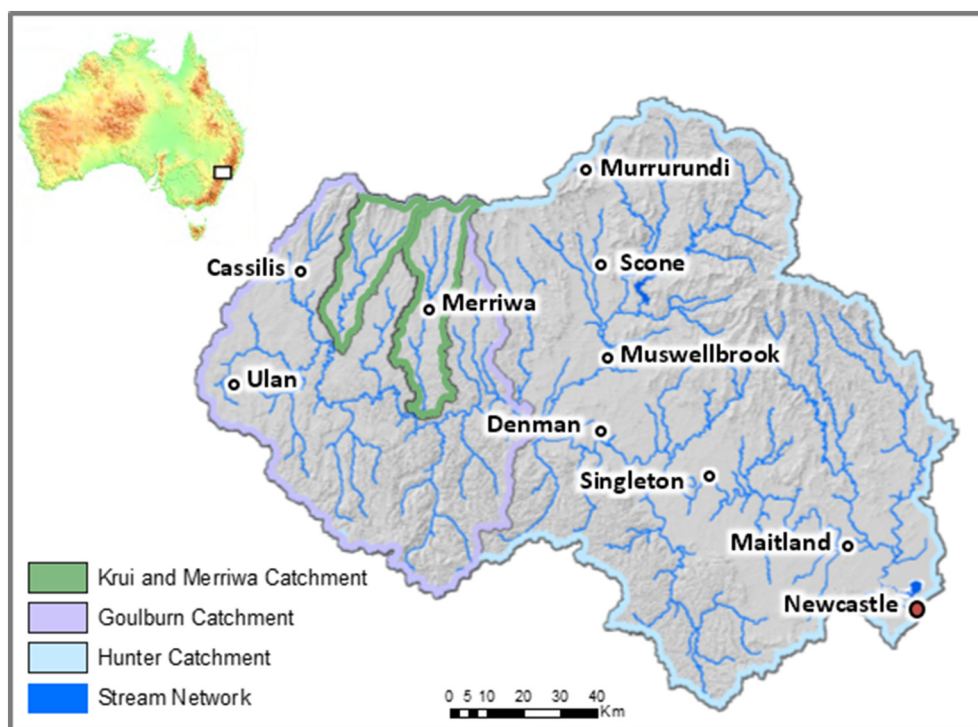 Murrurundi
Cassilis
Scone
Merriwa
Muswellbrook
Ulan
Denman
Singleton
Maitland
Newcastle
Krui and Merriwa Catchment
Goulburn Catchment
Hunter Catchment
Stream Network
0 5 10 20 30 40
Km